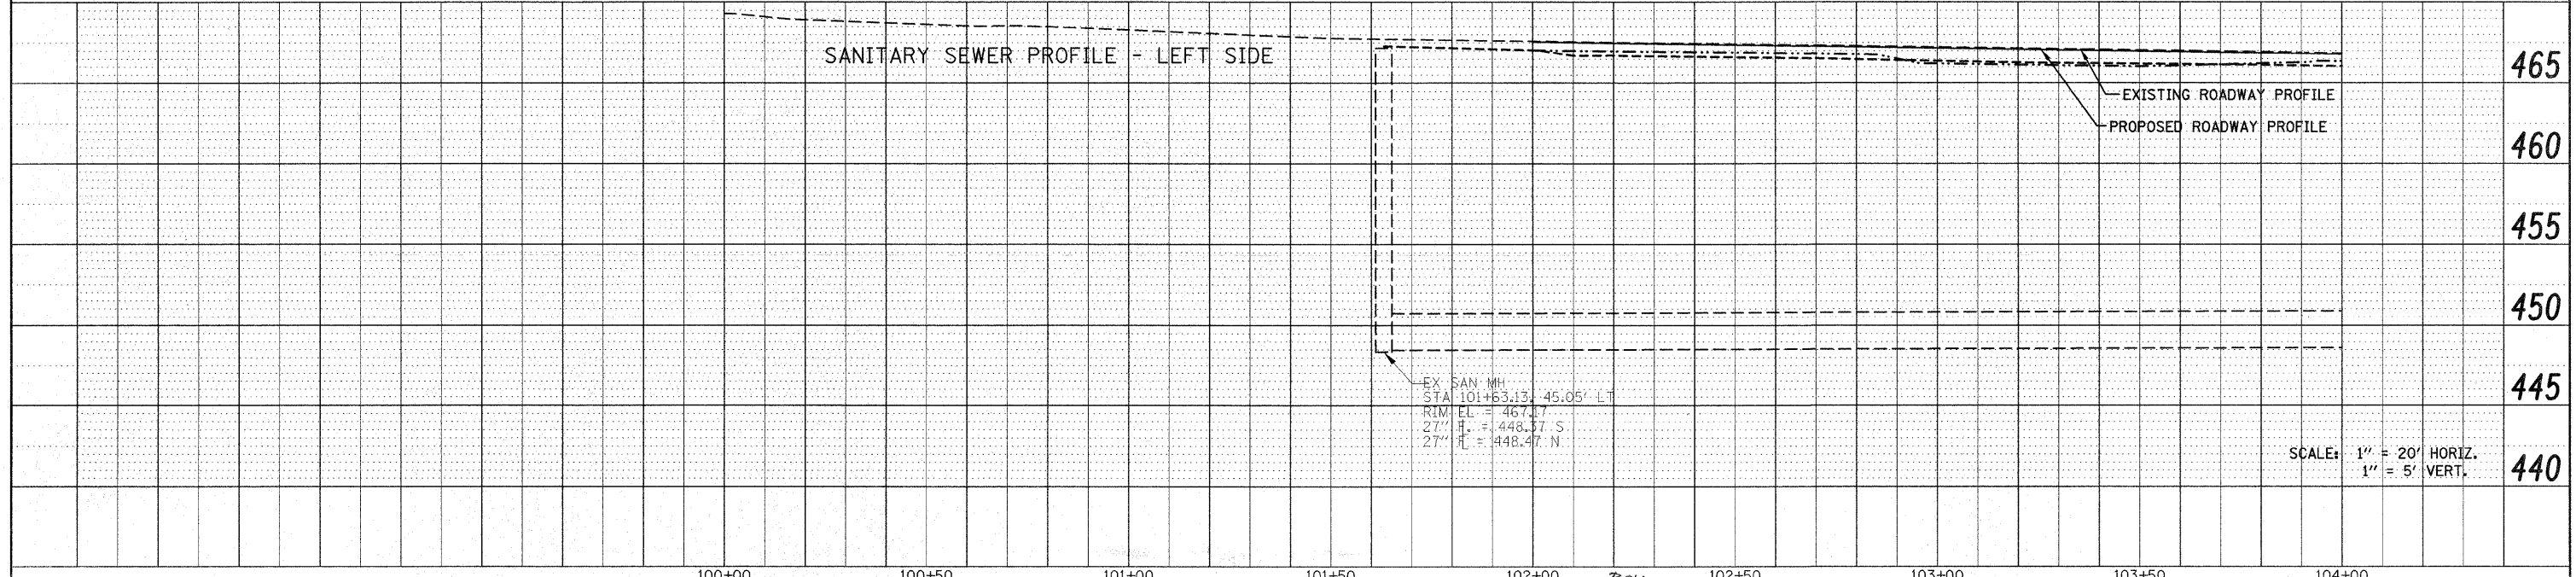 SANITARY SEWER PROFILE - LEFT SIDE
465
EXISTING ROADWAY PROFILE
PROPOSED ROADWAY PROFILE
460
455
450
445
EX SAN MH
STA 101+63.13, 45.05' LT
RIM EL = 467.17
27" = 448.37 S
27" = 448.47 N
SCALE: 1" = 20' HORIZ.
1" = 5' VERT.
440
100+00 100+50 101+00 101+50 102+00 102+50 103+00 103+50 104+00